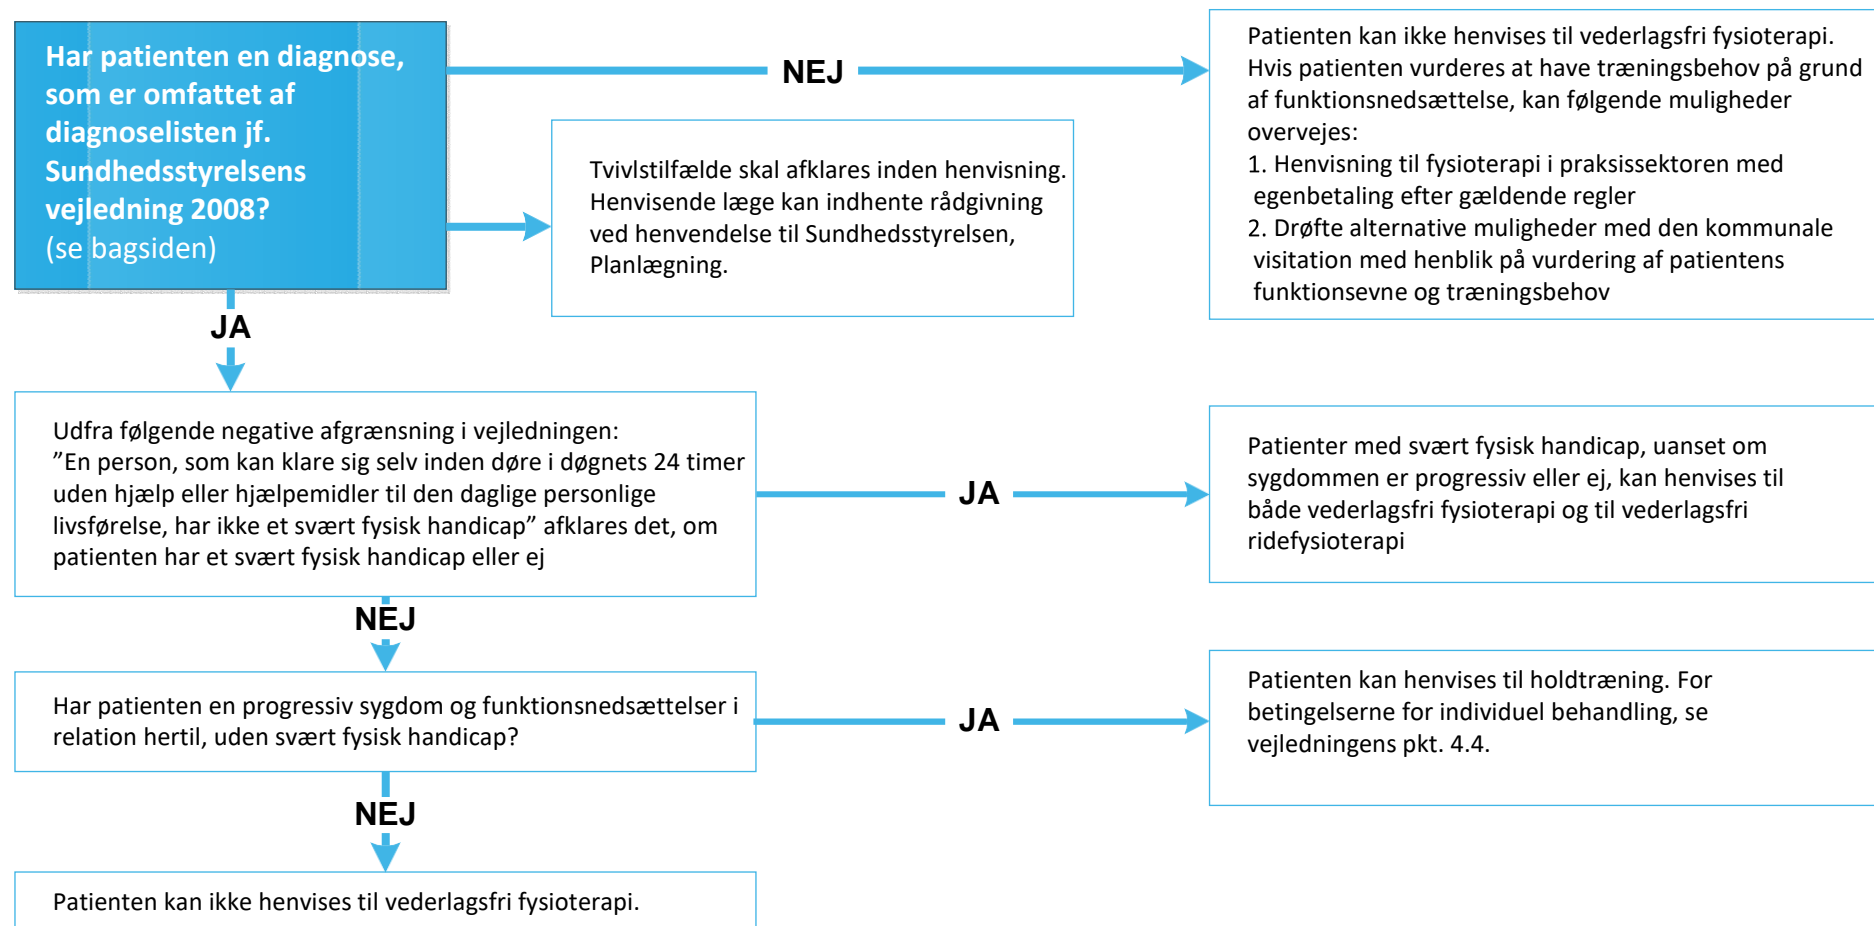 Har patienten en diagnose,
som er omfattet af
diagnoselisten jf.
Sundhedsstyrelsens
vejledning 2008?
(se bagsiden)
NEJ
Patienten kan ikke henvises til vederlagsfri fysioterapi.
Hvis patienten vurderes at have træningsbehov på grund
af funktionsnedsættelse, kan følgende muligheder
overvejes:
1. Henvisning til fysioterapi i praksissektoren med
egenbetaling efter gældende regler
2. Drøfte alternative muligheder med den kommunale
visitation med henblik på vurdering af patientens
funktionsevne og træningsbehov
Tvivlstilfælde skal afklares inden henvisning.
Henvisende læge kan indhente rådgivning
ved henvendelse til Sundhedsstyrelsen,
Planlægning.
JA
Udfra følgende negative afgrænsning i vejledningen:
”En person, som kan klare sig selv inden døre i døgnets 24 timer
uden hjælp eller hjælpemidler til den daglige personlige
livsførelse, har ikke et svært fysisk handicap” afklares det, om
patienten har et svært fysisk handicap eller ej
JA
Patienter med svært fysisk handicap, uanset om
sygdommen er progressiv eller ej, kan henvises til
både vederlagsfri fysioterapi og til vederlagsfri
ridefysioterapi
NEJ
Har patienten en progressiv sygdom og funktionsnedsættelser i
relation hertil, uden svært fysisk handicap?
JA
Patienten kan henvises til holdtræning. For
betingelserne for individuel behandling, se
vejledningens pkt. 4.4.
NEJ
Patienten kan ikke henvises til vederlagsfri fysioterapi.